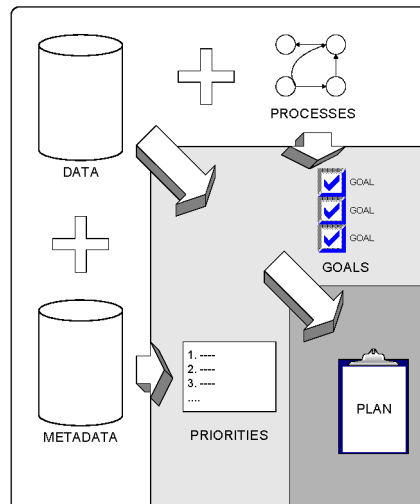 PROCESSES
DATA
GOAL
GOAL
GOAL
GOALS
1. ----
2. ----
3. ----
....
PLAN
METADATA
PRIORITIES